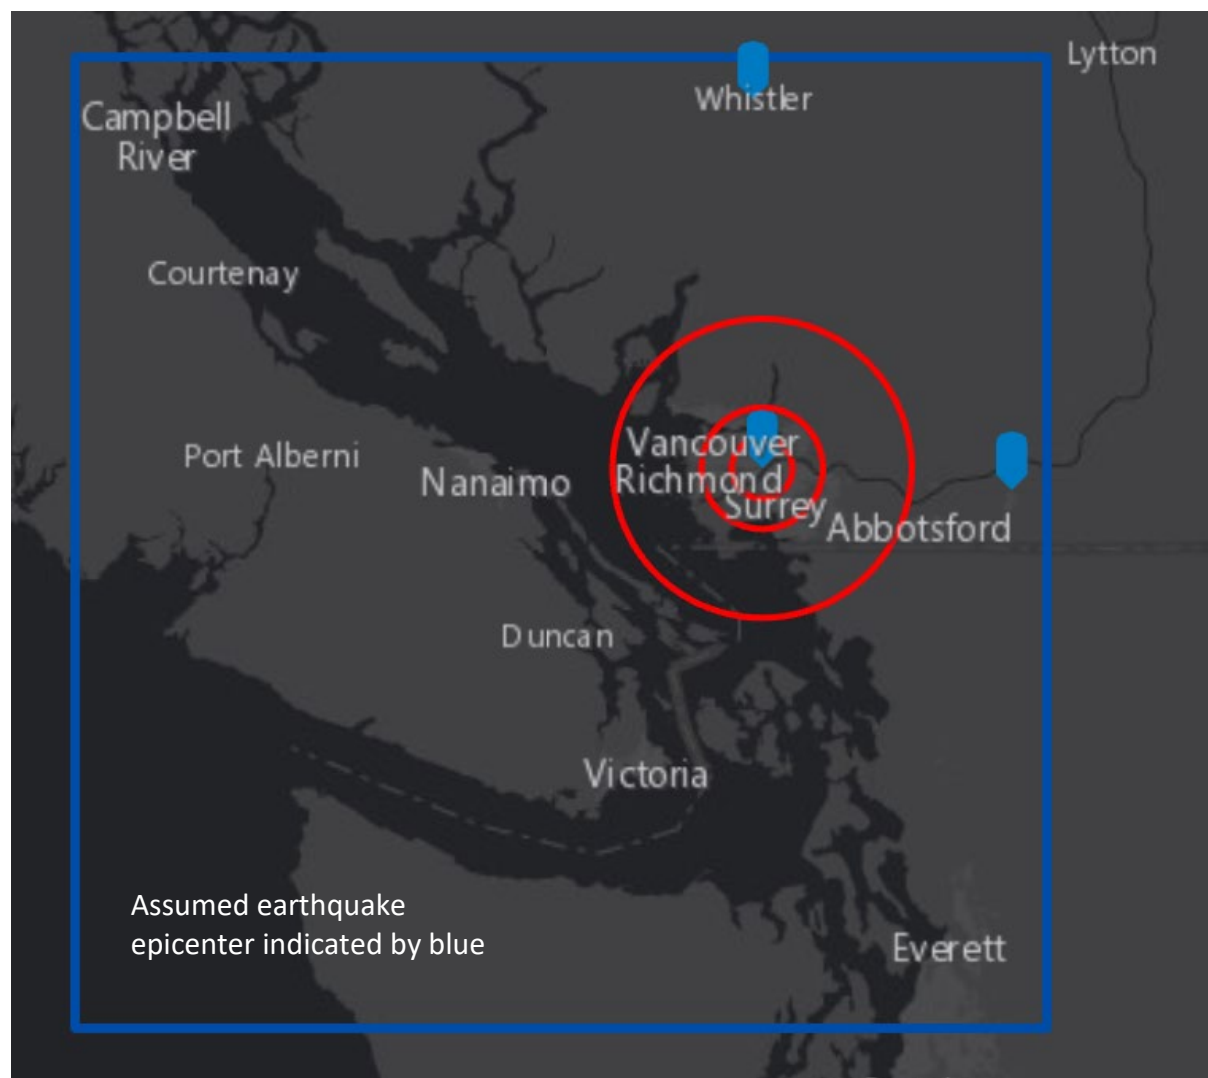 Lytton
Whistler
Campbell
River
Courtenay
Vancouver
Port Alberni
Nanaimo
Richmond
Surrey
Abbotsford
Duncan
Victoria
Assumed earthquake
epicenter indicated by blue
Everett